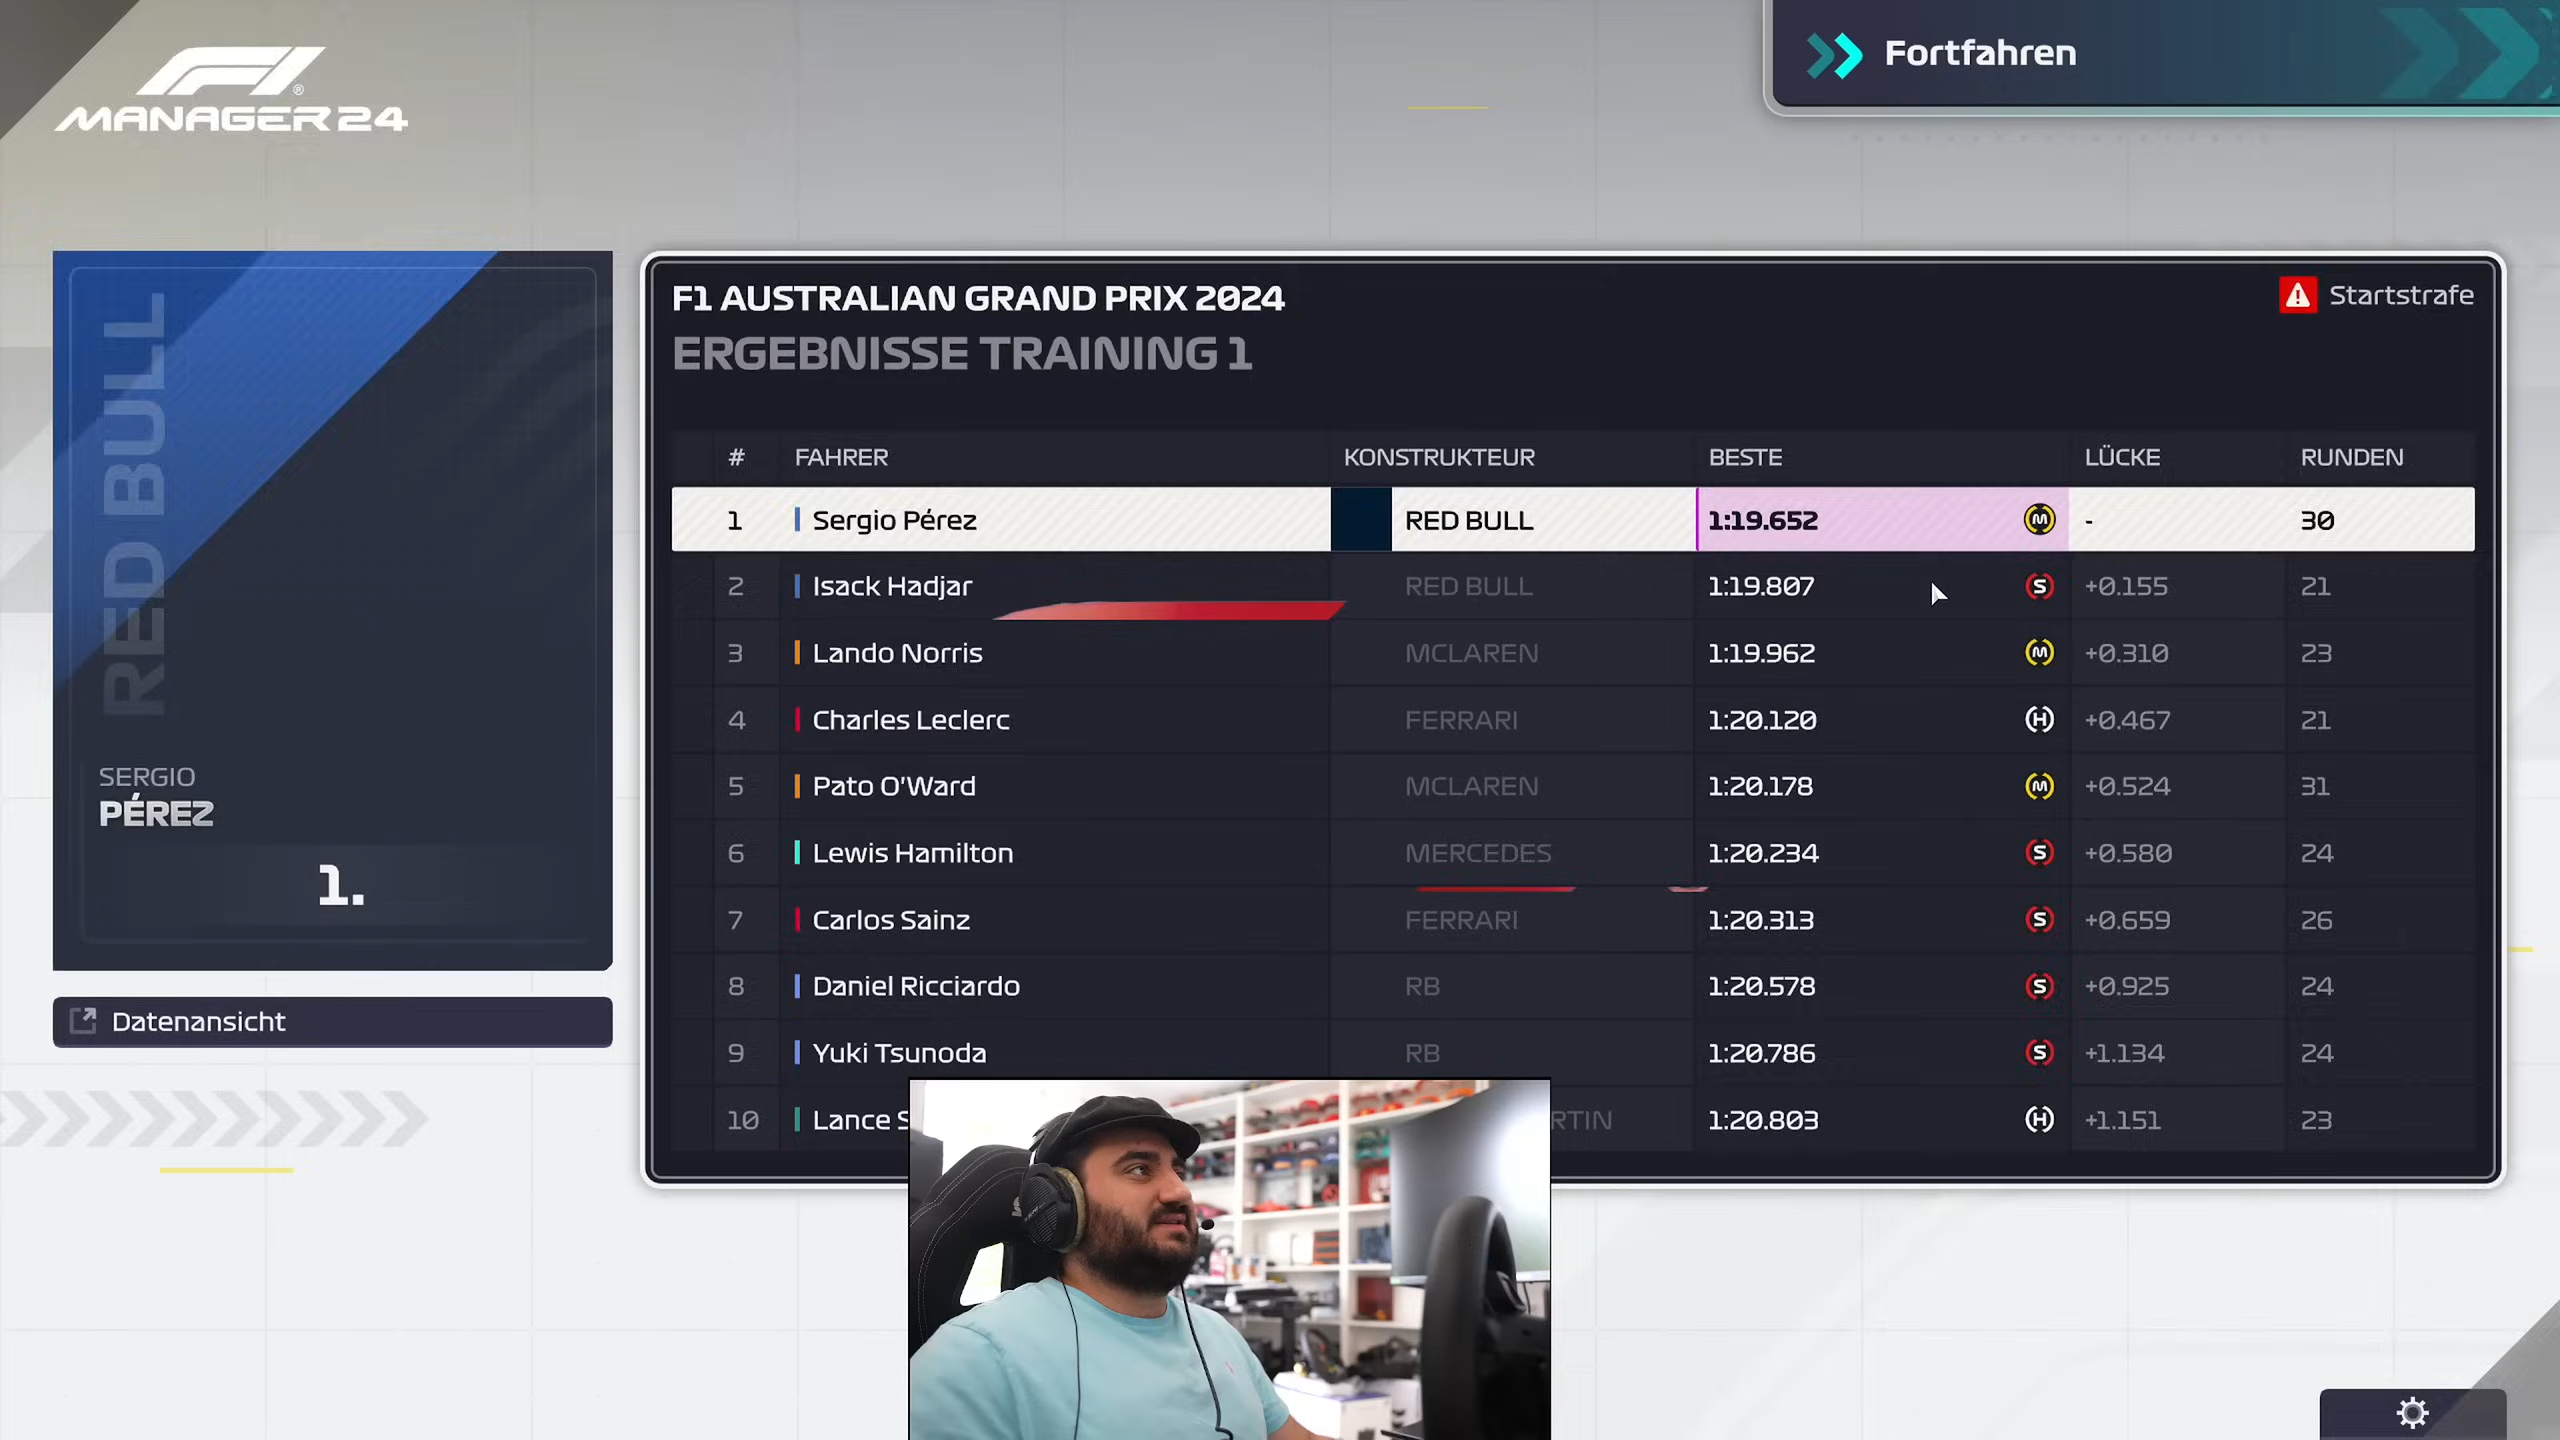 F1
MANAGER 24
Fortfahren
RED BULL
SERGIO
PÉREZ
1.
Datenansicht
F1 AUSTRALIAN GRAND PRIX 2024
Startstrafe
ERGEBNISSE TRAINING 1
# FAHRER KONSTRUKTEUR BESTE LÜCKE RUNDEN
1 Sergio Pérez RED BULL 1:19.652 M - 30
2 Isack Hadjar RED BULL 1:19.807 S +0.155 21
3 Lando Norris MCLAREN 1:19.962 M +0.310 23
4 Charles Leclerc FERRARI 1:20.120 H +0.467 21
5 Pato O'Ward MCLAREN 1:20.178 M +0.524 31
6 Lewis Hamilton MERCEDES 1:20.234 S +0.580 24
7 Carlos Sainz FERRARI 1:20.313 S +0.659 26
8 Daniel Ricciardo RB 1:20.578 S +0.925 24
9 Yuki Tsunoda RB 1:20.786 S +1.134 24
10 Lance S RTIN 1:20.803 H +1.151 23